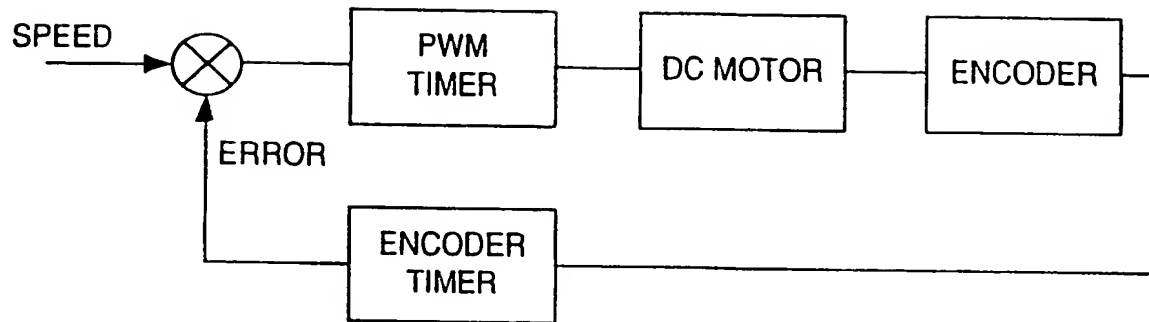 SPEED
PWM
TIMER
DC MOTOR
ENCODER
ERROR
ENCODER
TIMER